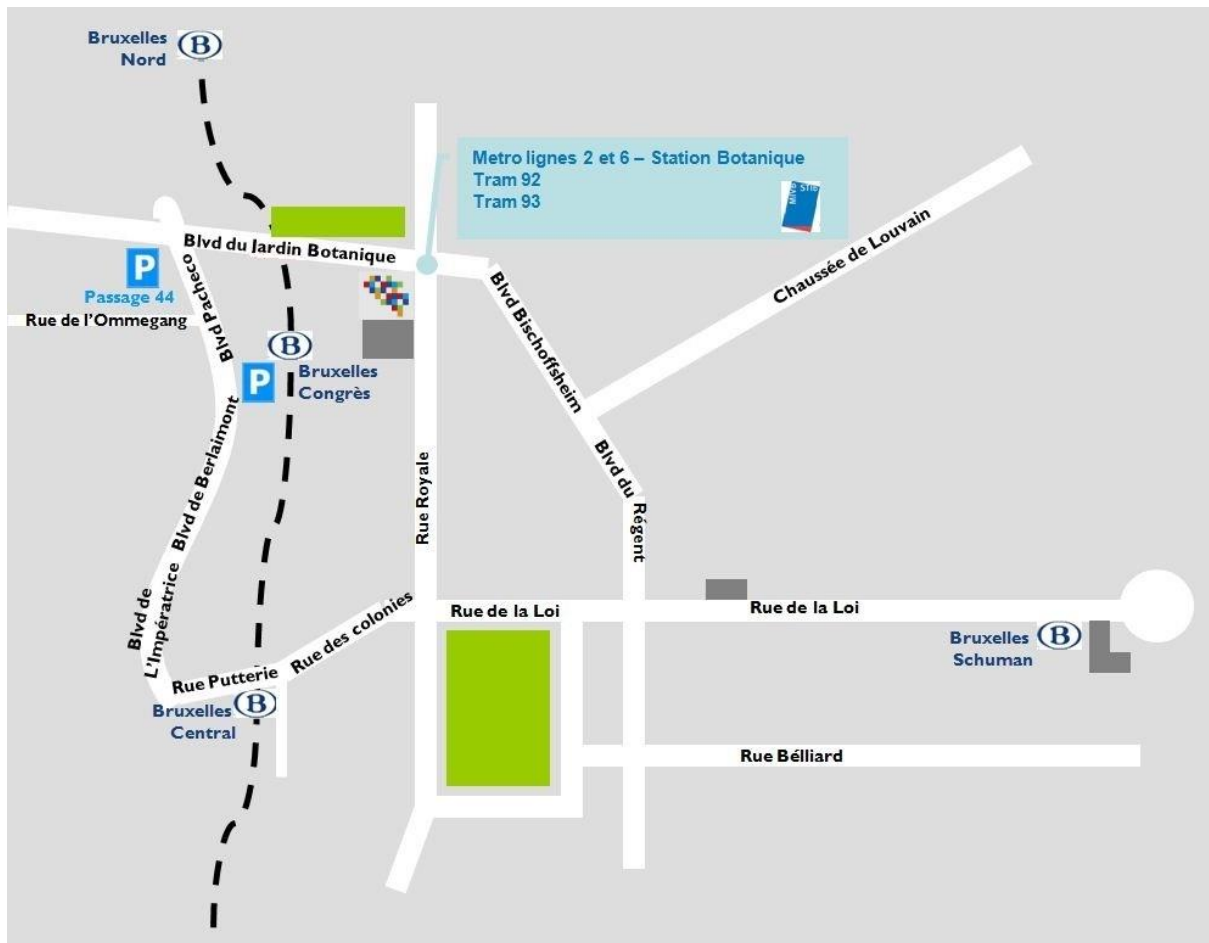 Bruxelles
Nord
B
Metro lignes 2 et 6 – Station Botanique
Tram 92
Tram 93
MIVB STIB
Chaussée de Louvain
Blvd du Jardin Botanique
P
Passage 44
Rue de l'Ommegang
Blvd Pacheco
B
Bruxelles
Congrès
P
Blvd Bischoffsheim
Blvd de Berlaimont
Rue Royale
Blvd du
Régent
Blvd de
L'Impératrice
Rue des colonies
Rue de la Loi
Rue de la Loi
Bruxelles
Schuman
B
Rue Putterie
Bruxelles
Central
B
Rue Bélliard